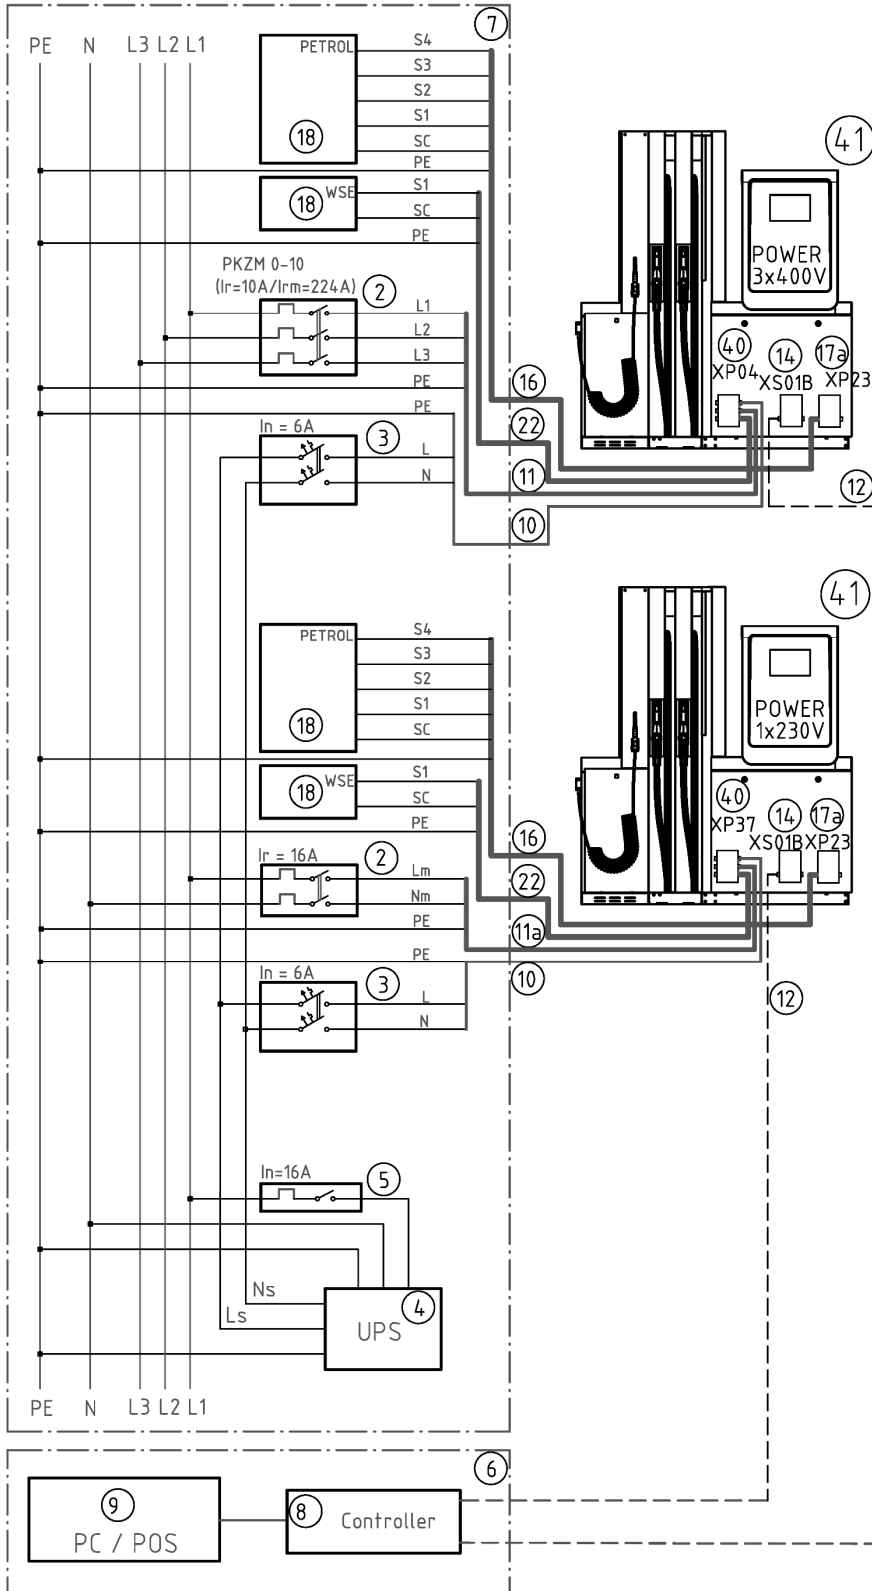 7
PE N L3 L2 L1
PETROL
S4
S3
S2
S1
SC
PE
18
WSE
18
S1
SC
PE
PKZM 0-10
(Ir=10A/Irm=224A)
2
L1
L2
L3
PE
PE
In = 6A
3
L
N
16
22
11
10
41
POWER
3x400V
40
XP04
14
XS01B
17a
XP23
12
PETROL
S4
S3
S2
S1
SC
18
WSE
18
S1
SC
PE
Ir = 16A
2
Lm
Nm
PE
PE
In = 6A
3
L
N
16
22
11a
10
41
POWER
1x230V
40
XP37
14
XS01B
17a
XP23
12
In=16A
5
Ns
Ls
4
UPS
PE N L3 L2 L1
6
9
PC / POS
8
Controller